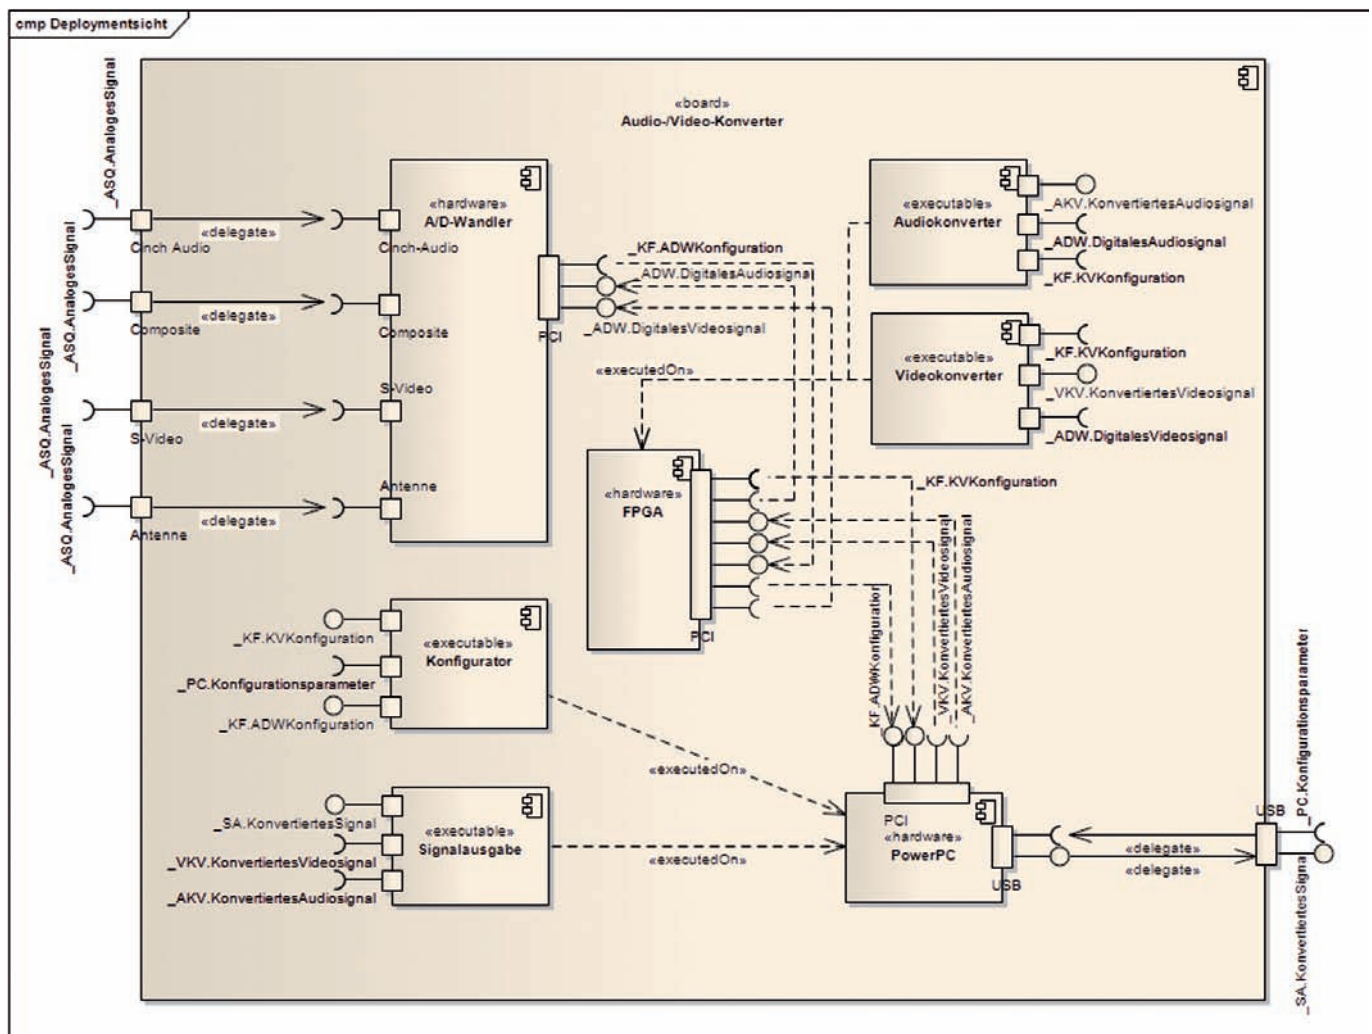 cmp Deploymentsicht
«board»
Audio-/Video-Konverter
_ASQ.AnalogesSignal
_ASQ.AnalogesSignal
_ASQ.AnalogesSignal
_ASQ.AnalogesSignal
Cinch Audio
«delegate»
Composite
«delegate»
S-Video
«delegate»
Antenne
«delegate»
«hardware»
A/D-Wandler
Cinch-Audio
Composite
S-Video
Antenne
PCI
_KF.ADWKonfiguration
_ADW.DigitalesAudiosignal
_ADW.DigitalesVideosignal
«executable»
Audiokonverter
_AKV.KonvertiertesAudiosignal
_ADW.DigitalesAudiosignal
_KF.KVKonfiguration
«executable»
Videokonverter
_KF.KVKonfiguration
_VKV.KonvertiertesVideosignal
_ADW.DigitalesVideosignal
«executedOn»
«hardware»
FPGA
PCI
_KF.KVKonfiguration
_KF.ADWKonfiguration
_VKV.KonvertiertesVideosignal
_AKV.KonvertiertesAudiosignal
«executable»
Konfigurator
_KF.KVKonfiguration
_PC.Konfigurationsparameter
_KF.ADWKonfiguration
«executedOn»
«executable»
Signalausgabe
_SA.KonvertiertesSignal
_VKV.KonvertiertesVideosignal
_AKV.KonvertiertesAudiosignal
«executedOn»
PCI
«hardware»
PowerPC
USB
«delegate»
«delegate»
USB
_PC.Konfigurationsparameter
_SA.KonvertiertesSignal